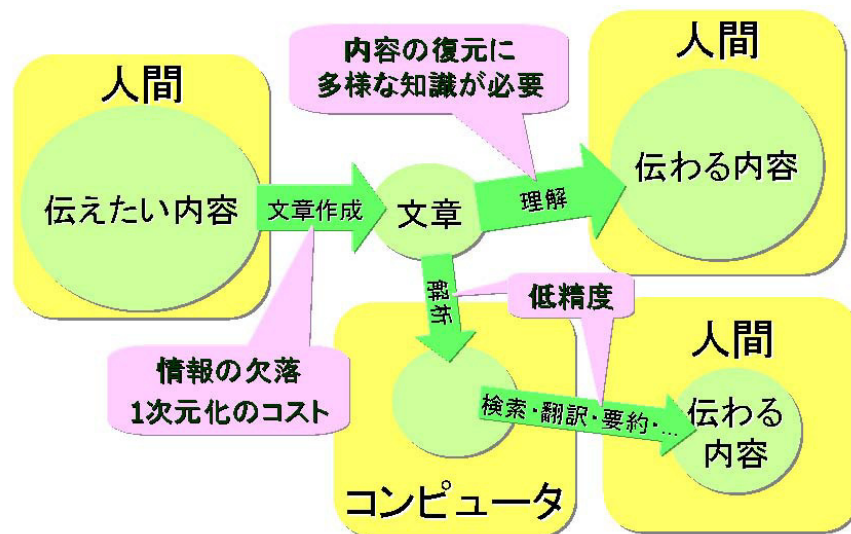 人間
伝えたい内容
文章作成
情報の欠落
1次元化のコスト
文章
内容の復元に
多様な知識が必要
理解
人間
伝わる内容
解析
低精度
コンピュータ
検索・翻訳・要約・...
人間
伝わる
内容